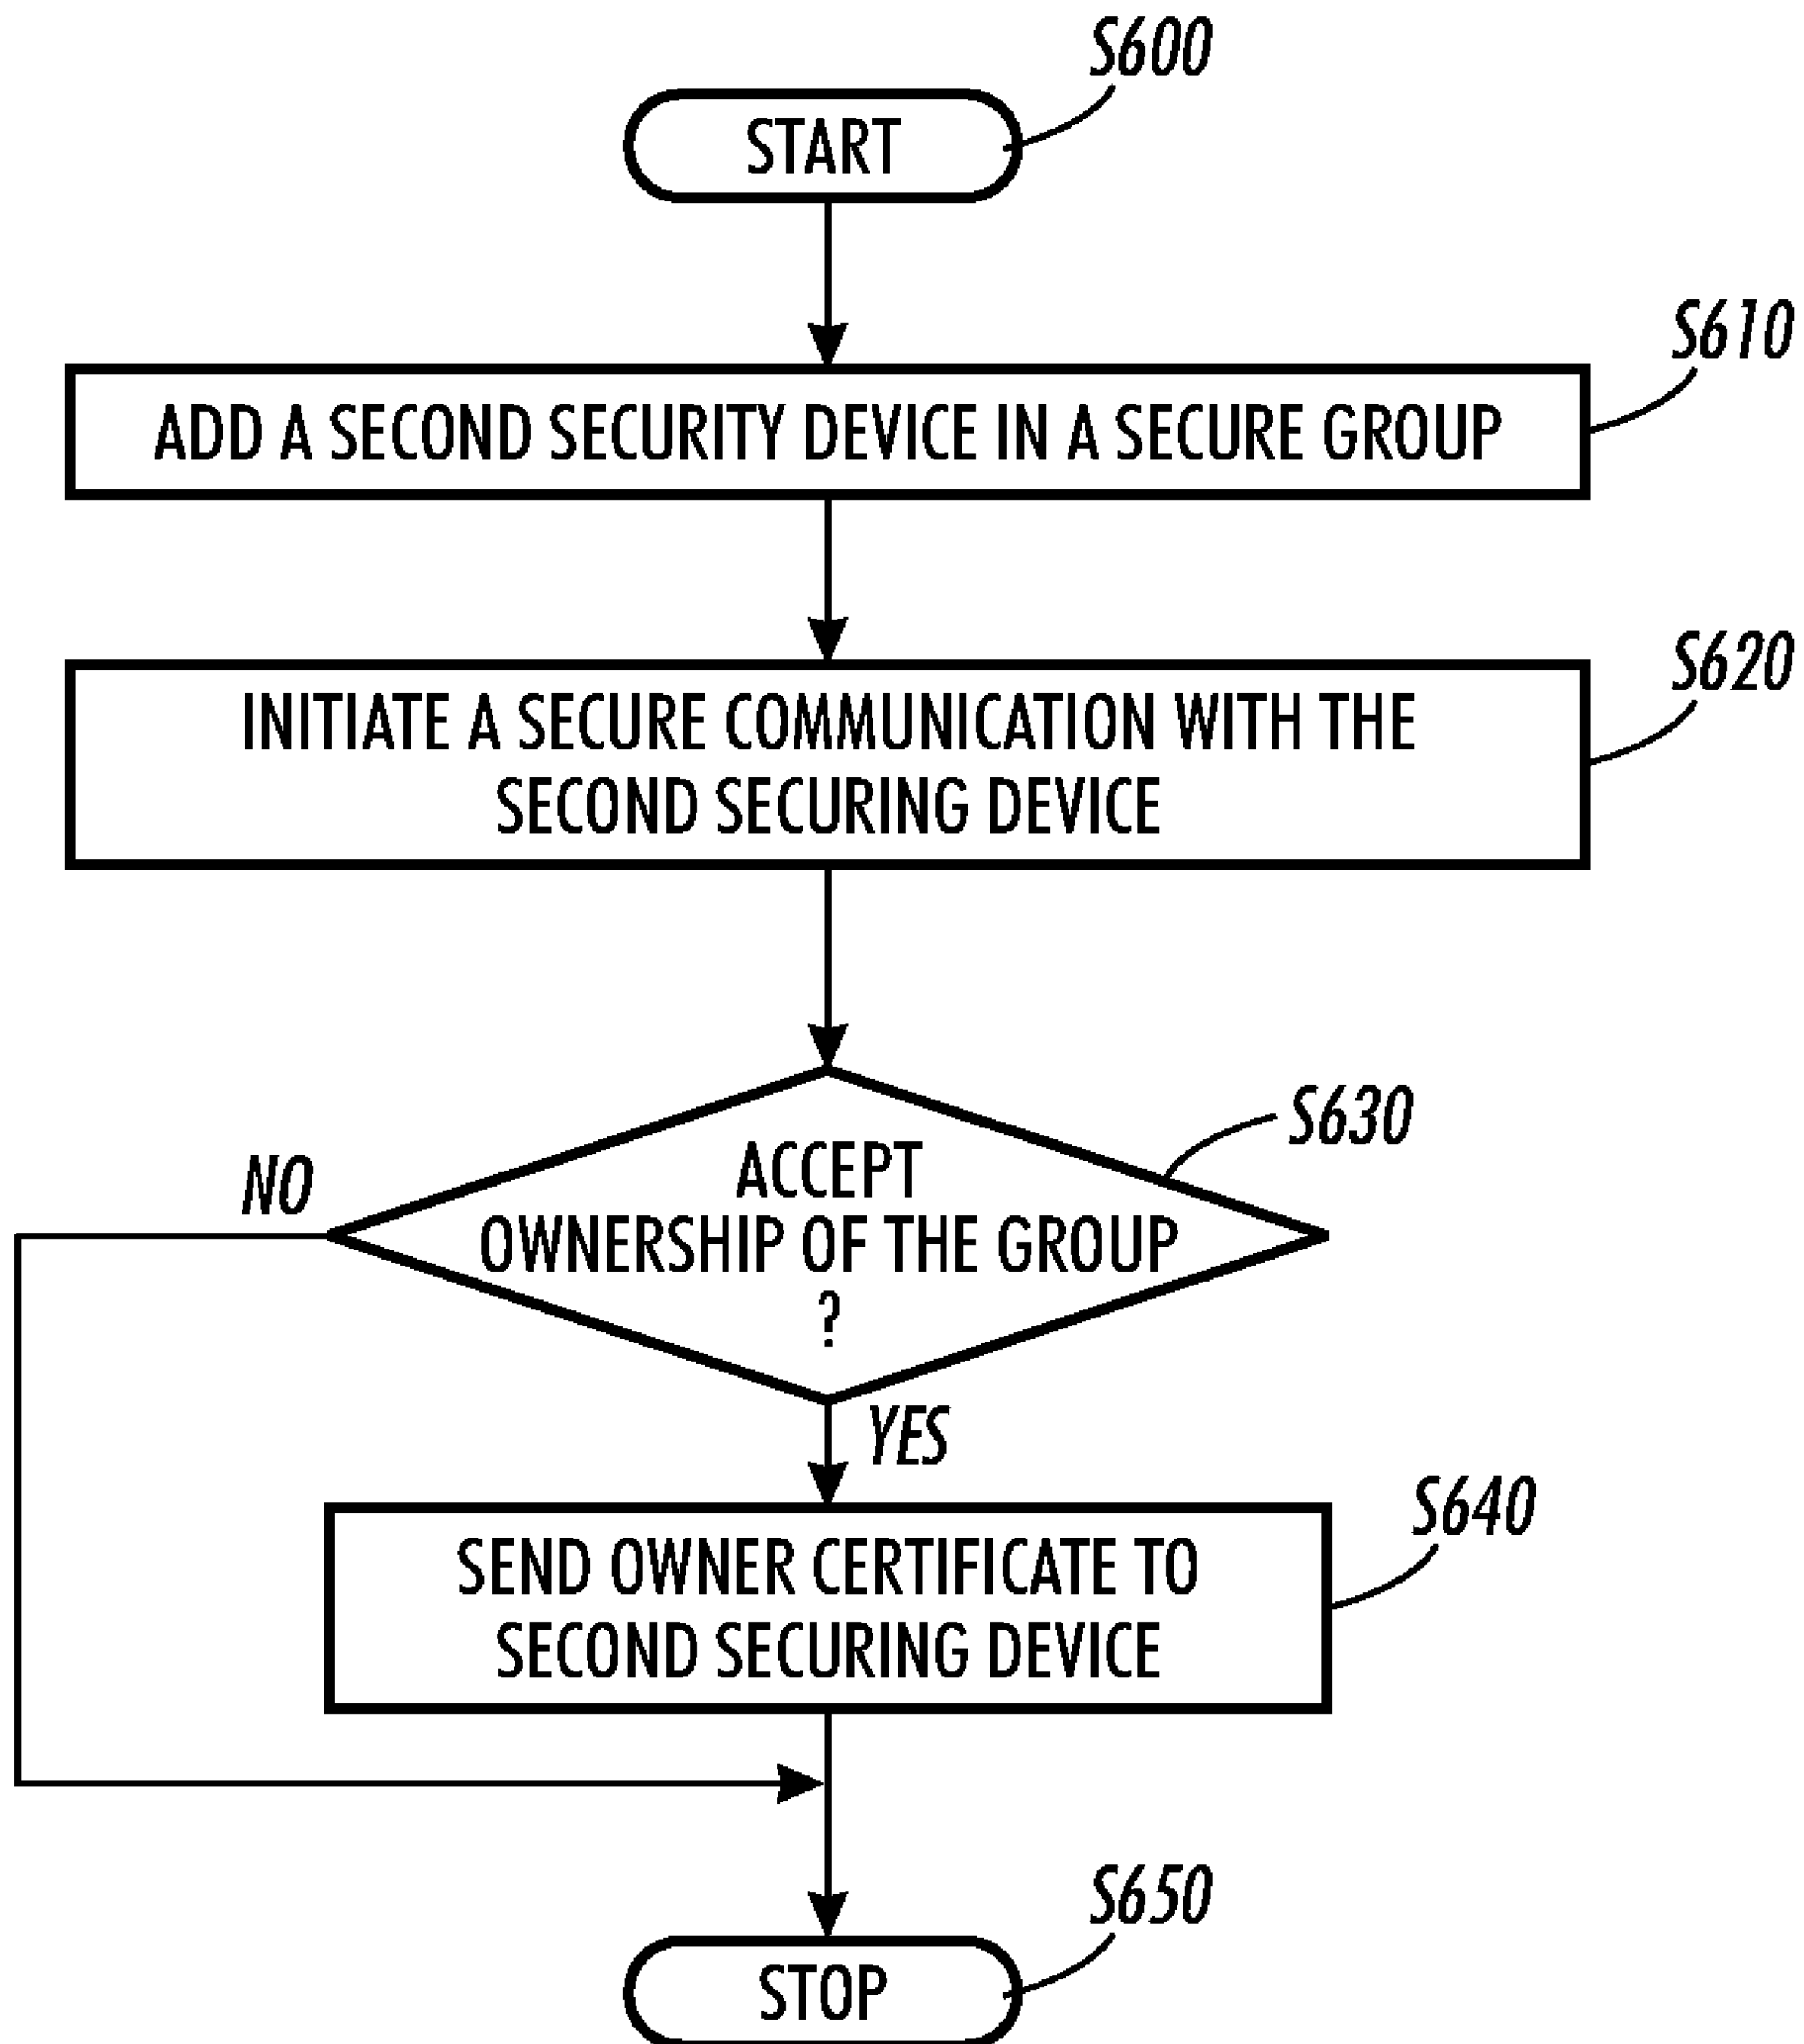 S600
START
S610
ADD A SECOND SECURITY DEVICE IN A SECURE GROUP
S620
INITIATE A SECURE COMMUNICATION WITH THE
SECOND SECURING DEVICE
S630
NO
ACCEPT
OWNERSHIP OF THE GROUP
?
YES
S640
SEND OWNER CERTIFICATE TO
SECOND SECURING DEVICE
S650
STOP